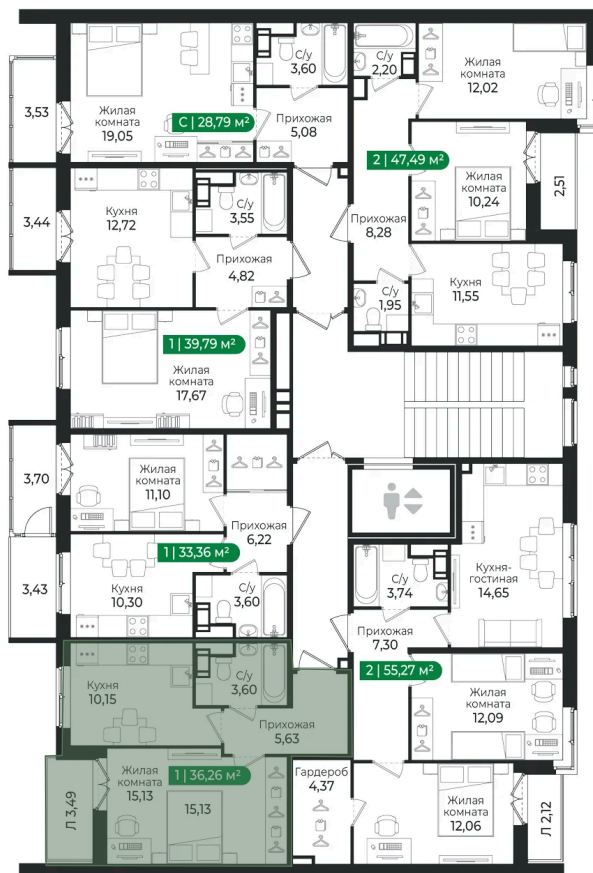 С/у
3,60
С/у
2,20
Жилая
комната
12,02
3,53
Жилая
комната
19,05
С | 28,79 м²
Прихожая
5,08
2 | 47,49 м²
Жилая
комната
10,24
2,51
3,44
Кухня
12,72
С/у
3,55
Прихожая
8,28
Прихожая
4,82
С/у
1,95
Кухня
11,55
1 | 39,79 м²
Жилая
комната
17,67
3,70
Жилая
комната
11,10
Прихожая
6,22
1 | 33,36 м²
3,43
Кухня
10,30
С/у
3,60
С/у
3,74
Кухня-
гостиная
14,65
Прихожая
7,30
2 | 55,27 м²
Кухня
10,15
С/у
3,60
Прихожая
5,63
Жилая
комната
12,09
Л 3,49
Жилая
комната
15,13
1 | 36,26 м²
15,13
Гардероб
4,37
Жилая
комната
12,06
Л 2,12